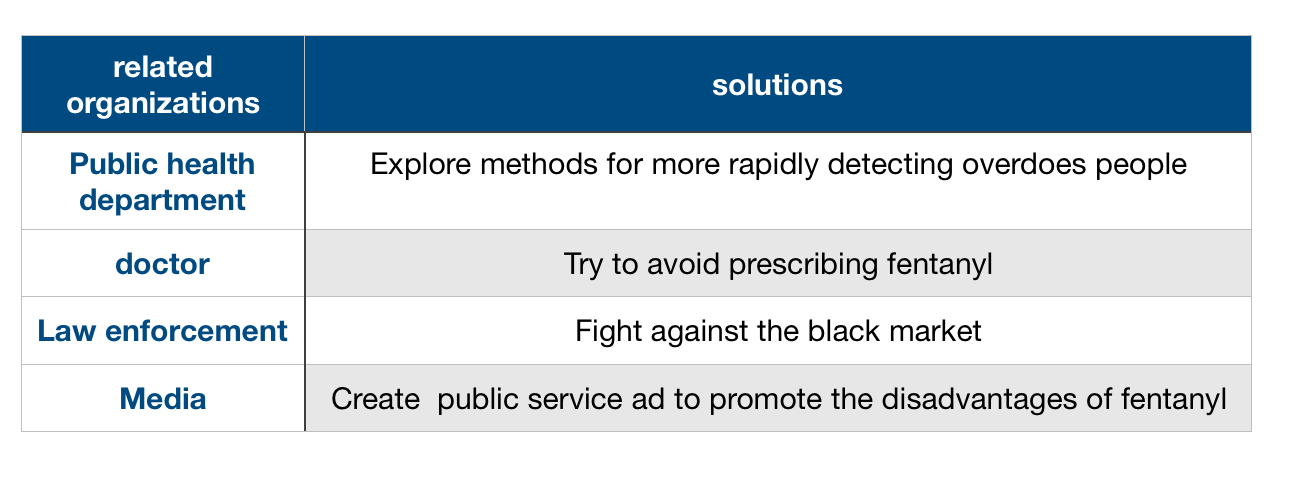 related
organizations
solutions
Public health
department
Explore methods for more rapidly detecting overdoes people
doctor
Try to avoid prescribing fentanyl
Law enforcement
Fight against the black market
Media
Create  public service ad to promote the disadvantages of fentanyl